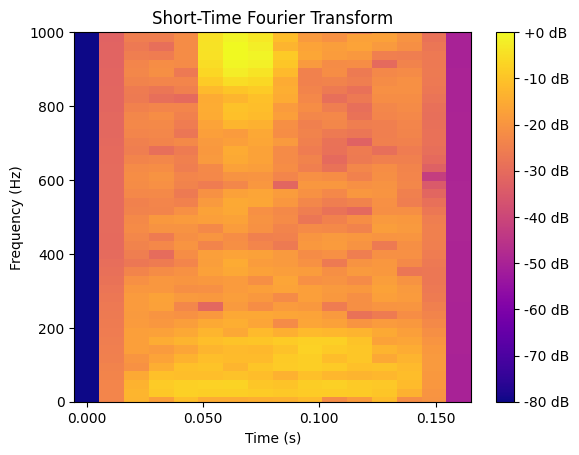 Short-Time Fourier Transform
Frequency (Hz)
1000
800
600
400
200
0
0.000
0.050
0.100
0.150
Time (s)
+0 dB
-10 dB
-20 dB
-30 dB
-40 dB
-50 dB
-60 dB
-70 dB
-80 dB